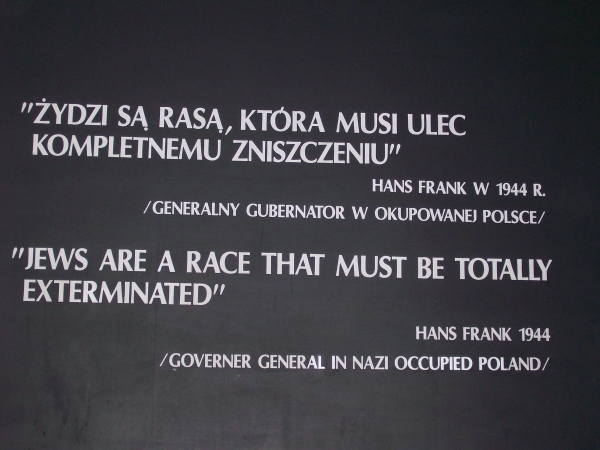 "ŻYDZI SĄ RASĄ, KTÓRA MUSI ULEC
KOMPLETNEMU ZNISZCZENIU"
HANS FRANK W 1944 R.
/GENERALNY GUBERNATOR W OKUPOWANEJ POLSCE/
"JEWS ARE A RACE THAT MUST BE TOTALLY
EXTERMINATED"
HANS FRANK 1944
/GOVERNER GENERAL IN NAZI OCCUPIED POLAND/